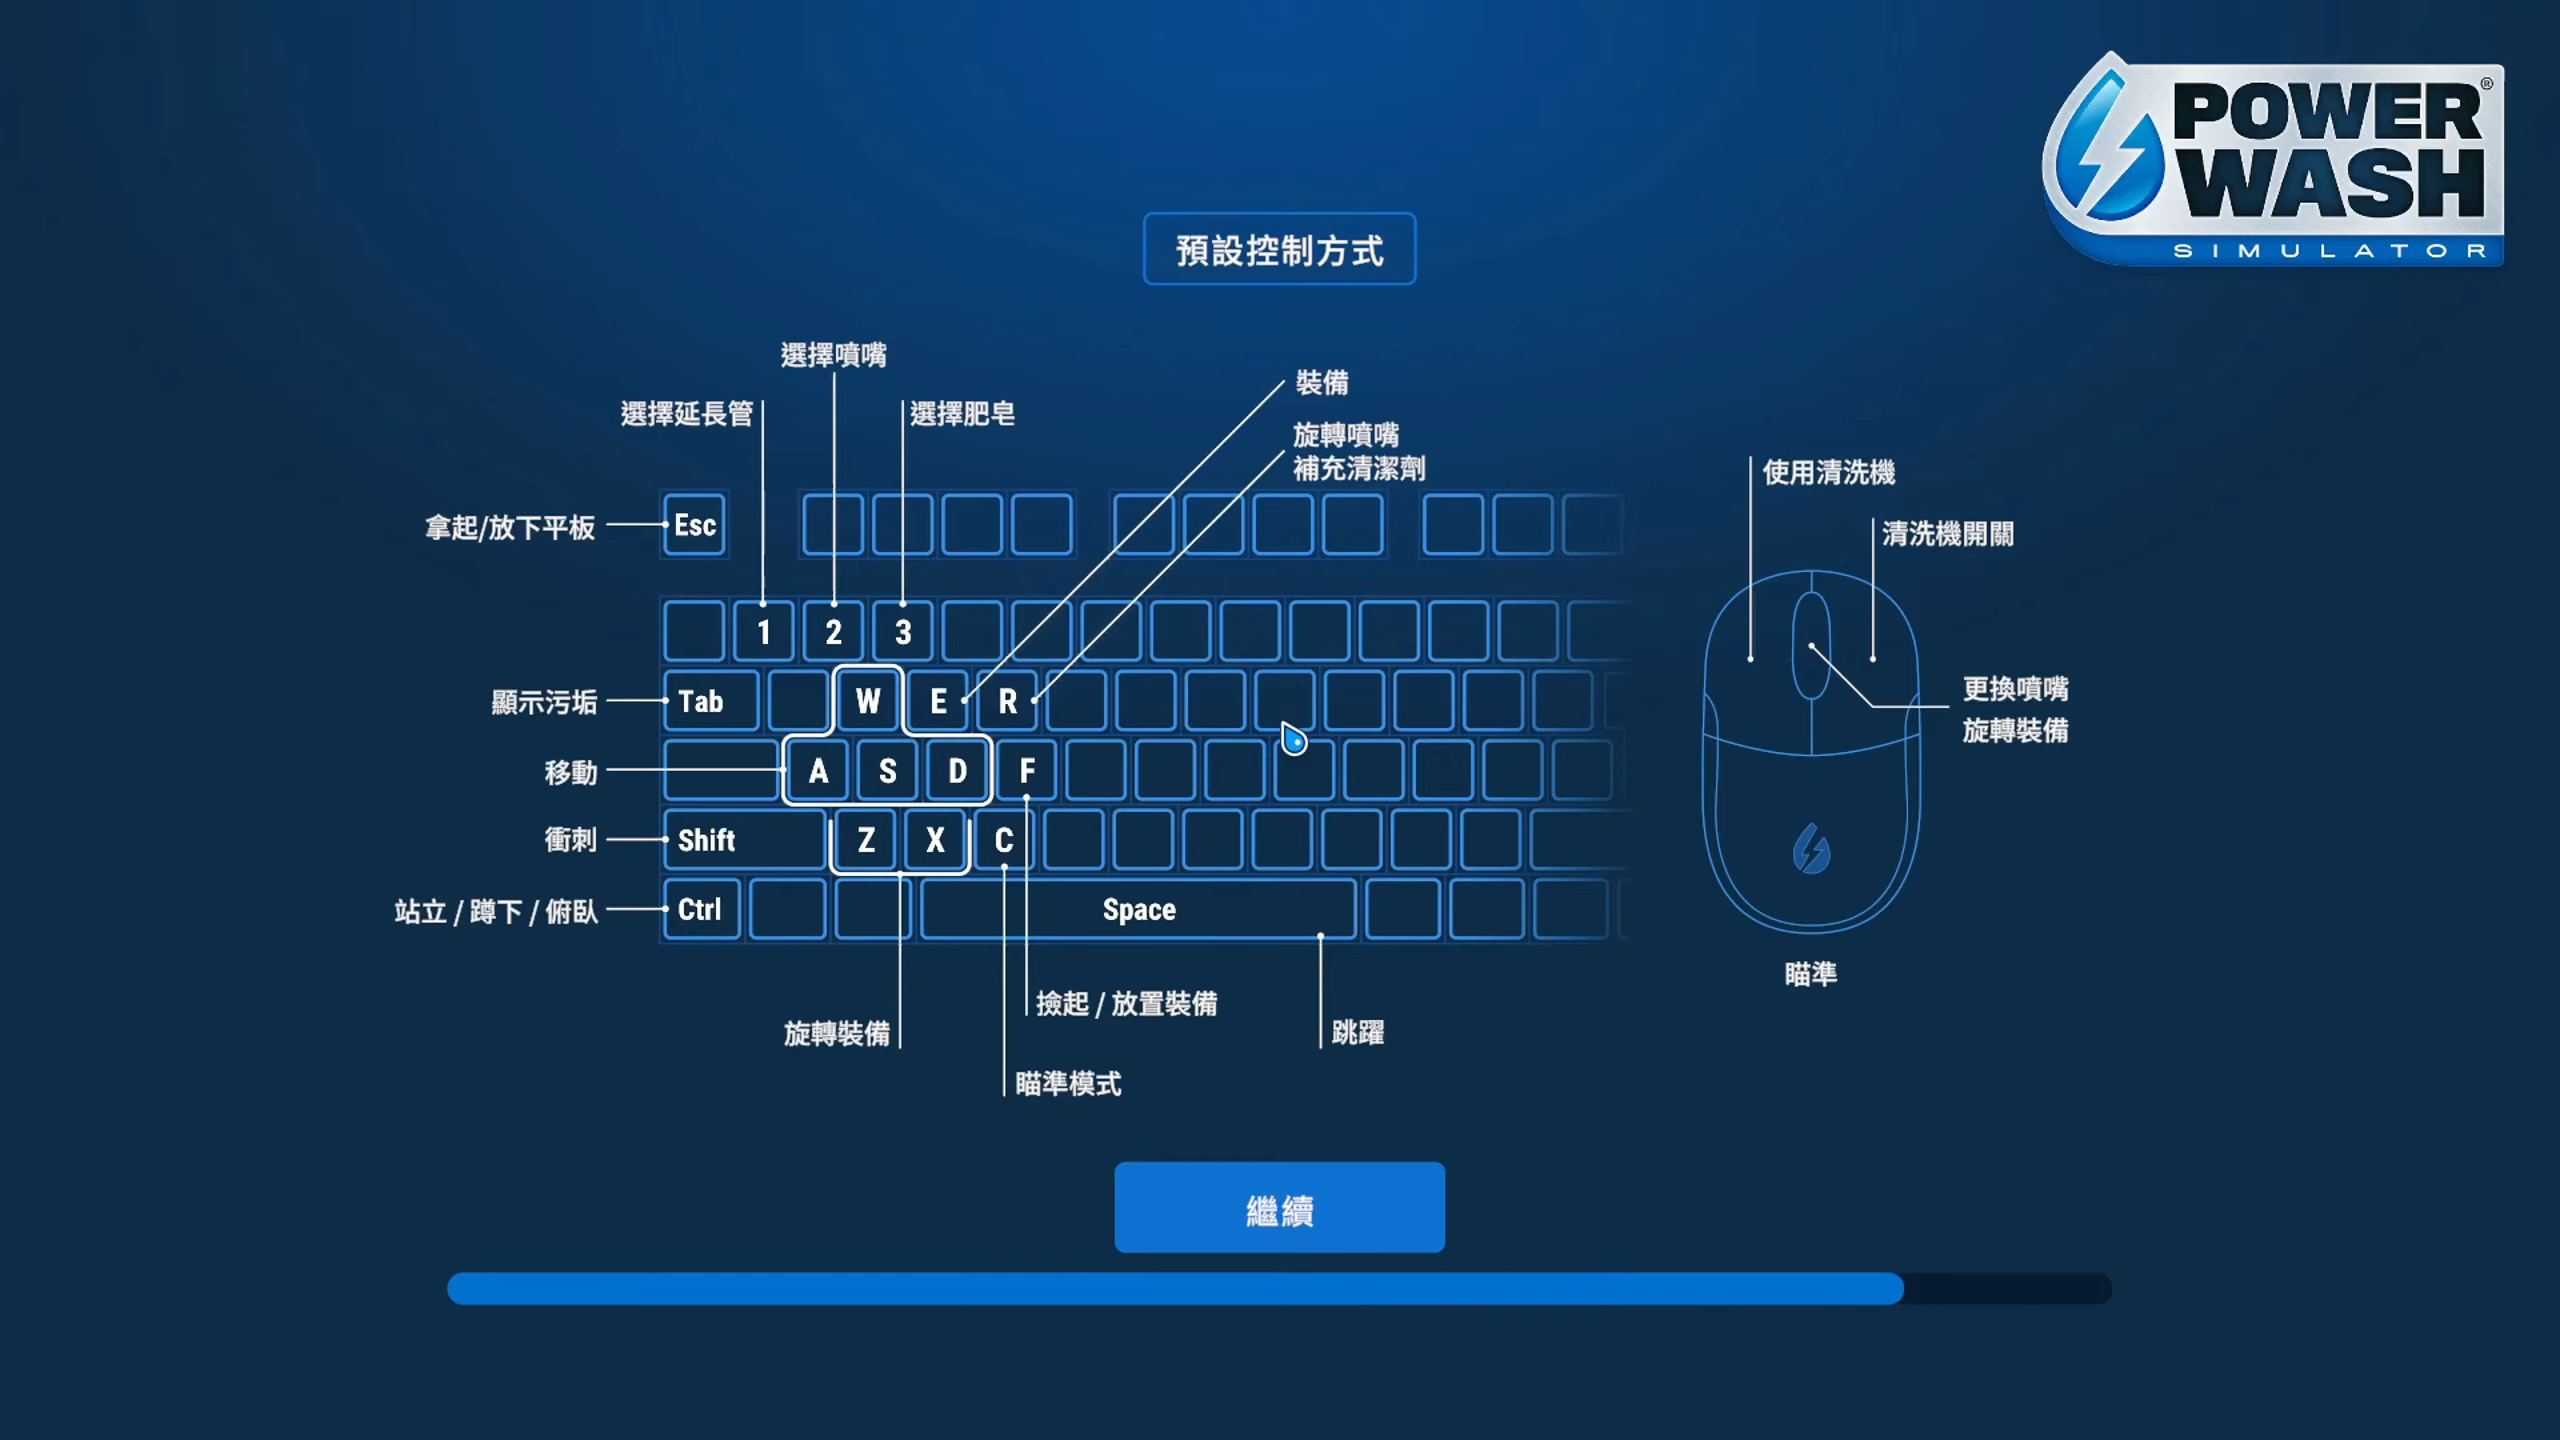 POWER®
WASH
SIMULATOR
預設控制方式
選擇噴嘴
選擇延長管
選擇肥皂
裝備
旋轉噴嘴
補充清潔劑
使用清洗機
清洗機開關
拿起/放下平板
Esc
1
2
3
顯示污垢
Tab
W
E
R
更換噴嘴
旋轉裝備
移動
A
S
D
F
衝刺
Shift
Z
X
C
站立 / 蹲下 / 俯臥
Ctrl
Space
瞄準
撿起 / 放置裝備
旋轉裝備
跳躍
瞄準模式
繼續